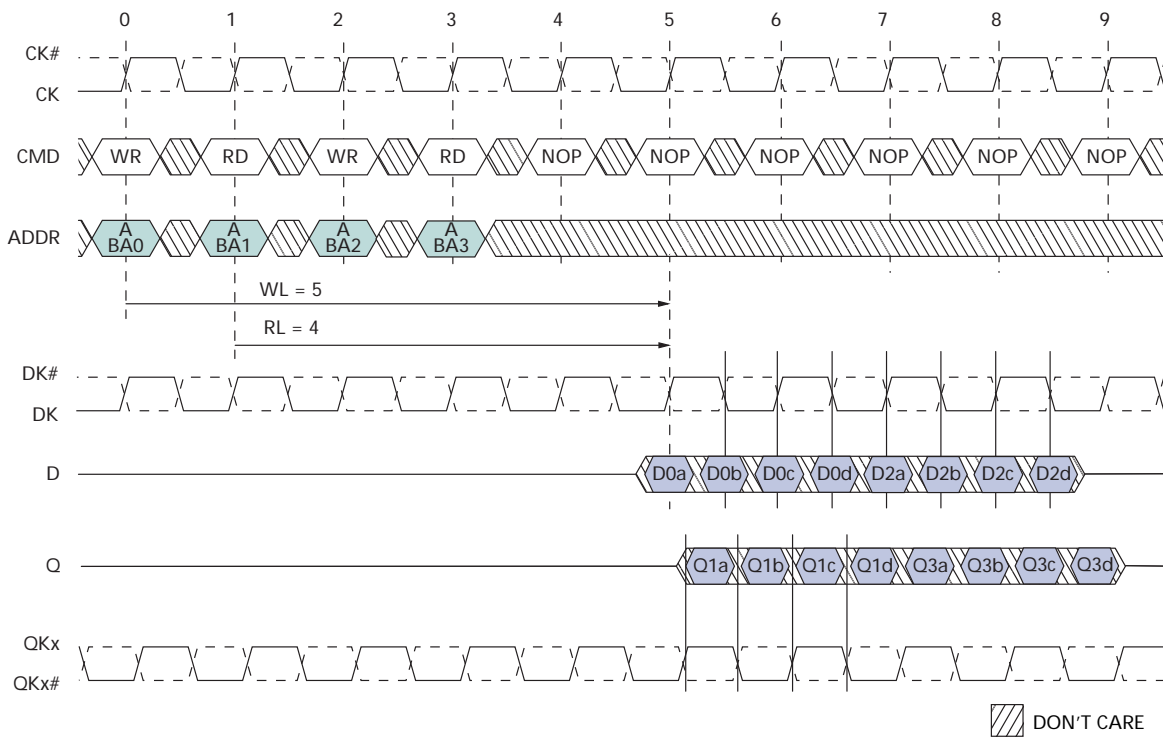 0 1 2 3 4 5 6 7 8 9
CK#
CK
CMD WR RD WR RD NOP NOP NOP NOP NOP NOP
ADDR A BA0 A BA1 A BA2 A BA3
WL = 5
RL = 4
DK#
DK
D D0a D0b D0c D0d D2a D2b D2c D2d
Q Q1a Q1b Q1c Q1d Q3a Q3b Q3c Q3d
QKx
QKx#
DON'T CARE